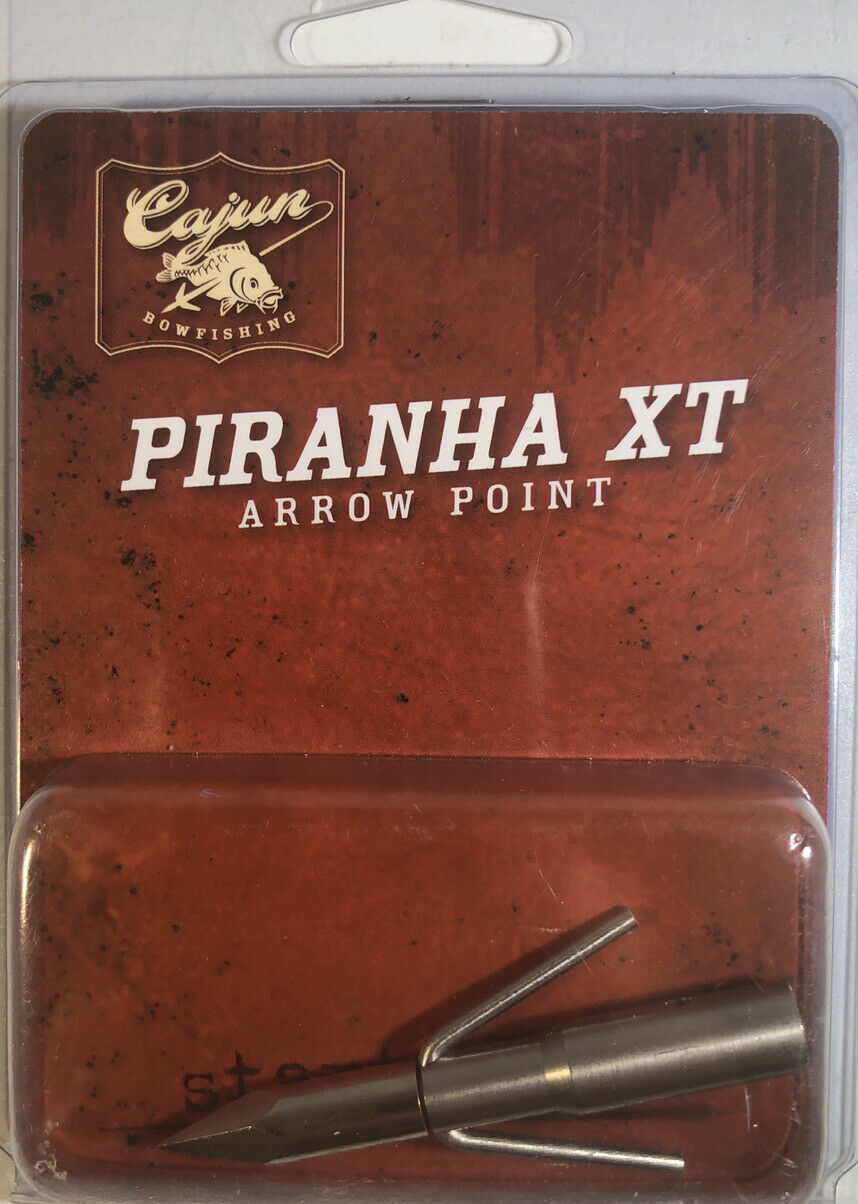 Cajun
BOWFISHING
PIRANHA XT
ARROW POINT